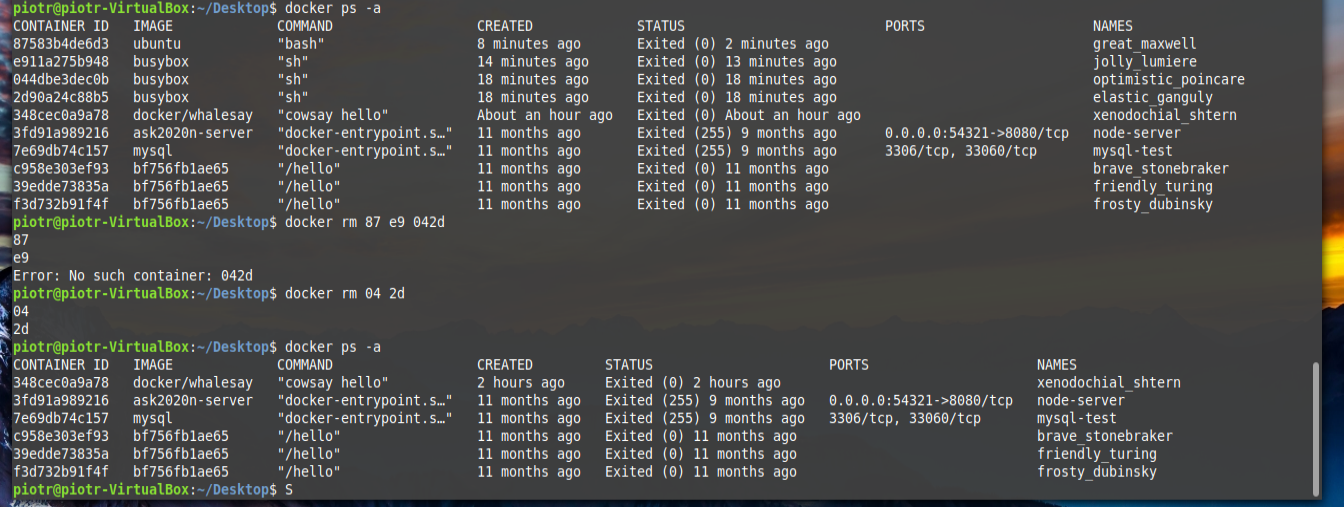 piotr@piotr-VirtualBox:~/Desktop$ docker ps -a
CONTAINER ID   IMAGE             COMMAND                  CREATED             STATUS                         PORTS                     NAMES
87583b4de6d3   ubuntu            "bash"                   8 minutes ago       Exited (0) 2 minutes ago                                 great_maxwell
e911a275b948   busybox           "sh"                     14 minutes ago      Exited (0) 13 minutes ago                                jolly_lumiere
044dbe3dec0b   busybox           "sh"                     18 minutes ago      Exited (0) 18 minutes ago                                optimistic_poincare
2d90a24c88b5   busybox           "sh"                     18 minutes ago      Exited (0) 18 minutes ago                                elastic_ganguly
348cec0a9a78   docker/whalesay   "cowsay hello"           About an hour ago   Exited (0) About an hour ago                             xenodochial_shtern
3fd91a989216   ask2020n-server   "docker-entrypoint.s…"   11 months ago       Exited (255) 9 months ago      0.0.0.0:54321->8080/tcp   node-server
7e69db74c157   mysql             "docker-entrypoint.s…"   11 months ago       Exited (255) 9 months ago      3306/tcp, 33060/tcp       mysql-test
c958e303ef93   bf756fb1ae65      "/hello"                 11 months ago       Exited (0) 11 months ago                                 brave_stonebraker
39edde73835a   bf756fb1ae65      "/hello"                 11 months ago       Exited (0) 11 months ago                                 friendly_turing
f3d732b91f4f   bf756fb1ae65      "/hello"                 11 months ago       Exited (0) 11 months ago                                 frosty_dubinsky
piotr@piotr-VirtualBox:~/Desktop$ docker rm 87 e9 042d
87
e9
Error: No such container: 042d
piotr@piotr-VirtualBox:~/Desktop$ docker rm 04 2d
04
2d
piotr@piotr-VirtualBox:~/Desktop$ docker ps -a
CONTAINER ID   IMAGE             COMMAND                  CREATED         STATUS                      PORTS                     NAMES
348cec0a9a78   docker/whalesay   "cowsay hello"           2 hours ago     Exited (0) 2 hours ago                                xenodochial_shtern
3fd91a989216   ask2020n-server   "docker-entrypoint.s…"   11 months ago   Exited (255) 9 months ago   0.0.0.0:54321->8080/tcp   node-server
7e69db74c157   mysql             "docker-entrypoint.s…"   11 months ago   Exited (255) 9 months ago   3306/tcp, 33060/tcp       mysql-test
c958e303ef93   bf756fb1ae65      "/hello"                 11 months ago   Exited (0) 11 months ago                              brave_stonebraker
39edde73835a   bf756fb1ae65      "/hello"                 11 months ago   Exited (0) 11 months ago                              friendly_turing
f3d732b91f4f   bf756fb1ae65      "/hello"                 11 months ago   Exited (0) 11 months ago                              frosty_dubinsky
piotr@piotr-VirtualBox:~/Desktop$ S